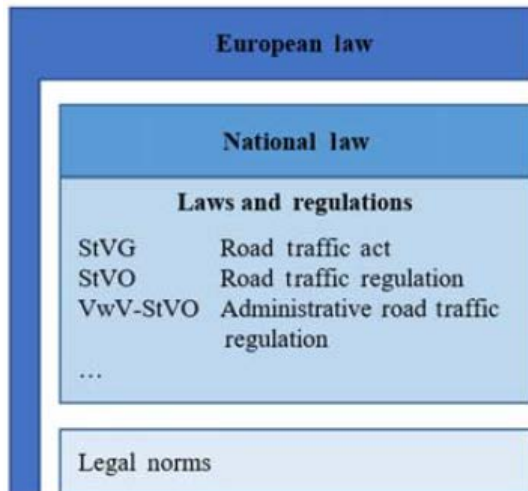 European law
National law
Laws and regulations
StVG Road traffic act
StVO Road traffic regulation
VwV-StVO Administrative road traffic
regulation
…
Legal norms